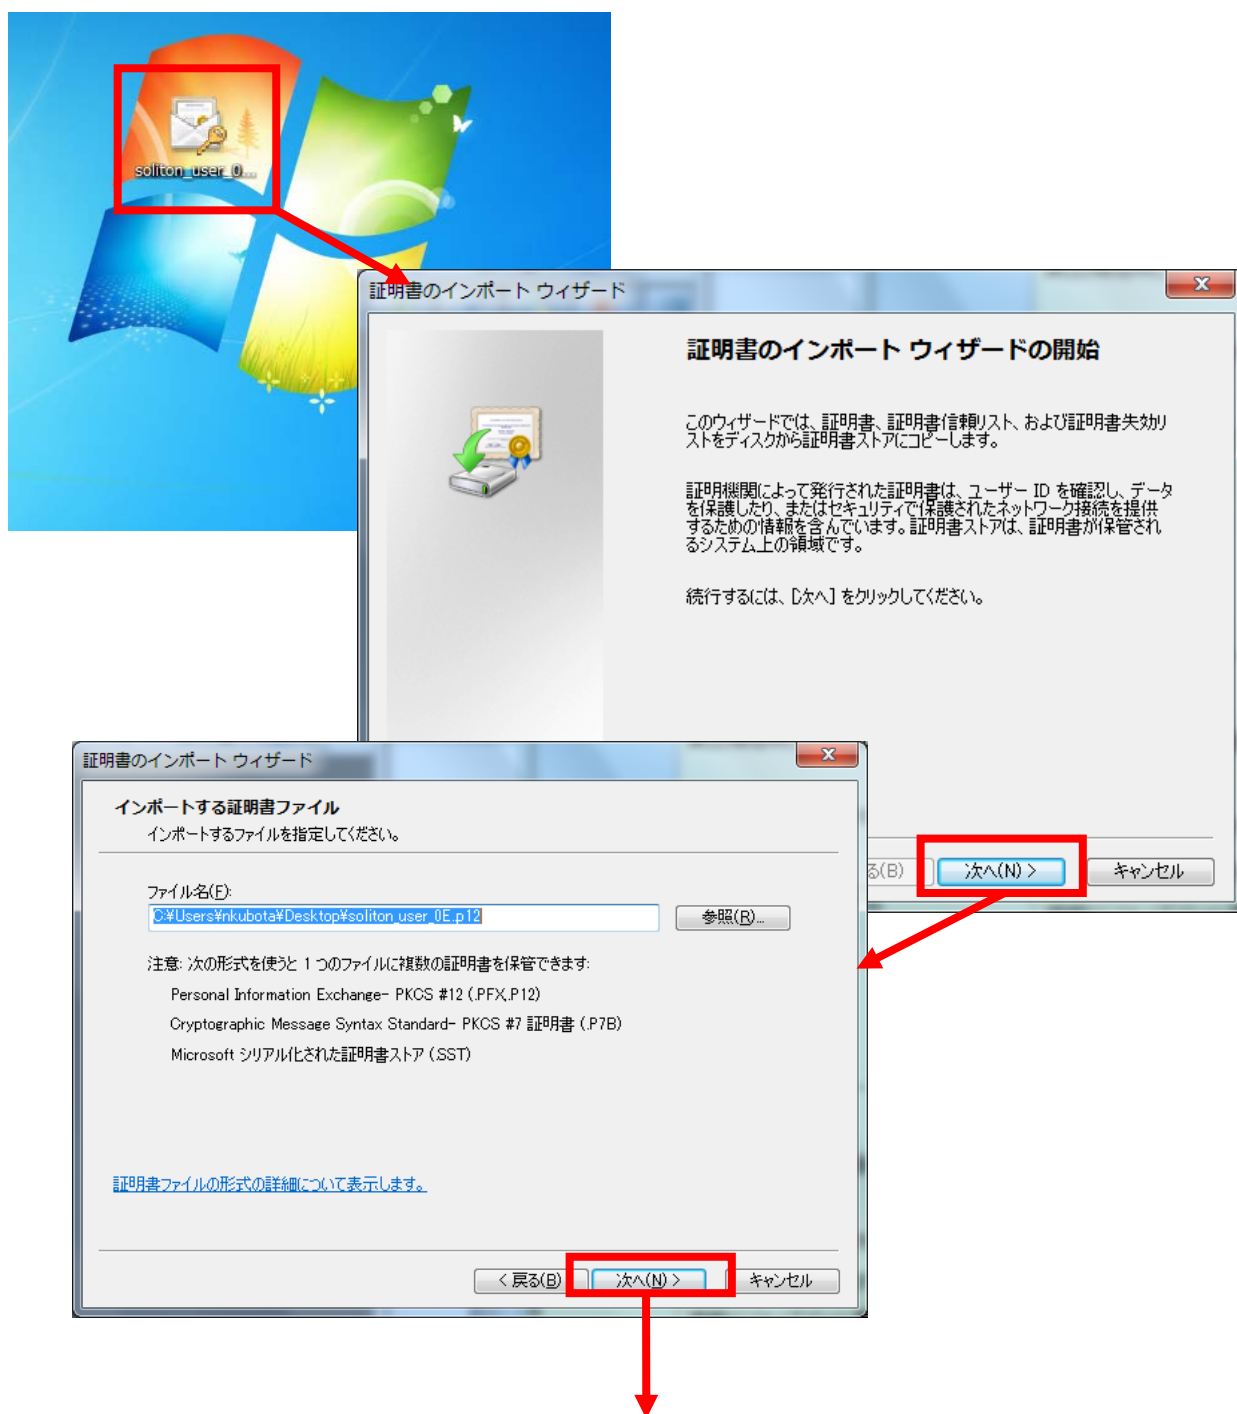 soliton_user_0...
証明書のインポート ウィザード
証明書のインポート ウィザードの開始
このウィザードでは、証明書、証明書信頼リスト、および証明書失効リ
ストをディスクから証明書ストアにコピーします。
証明機関によって発行された証明書は、ユーザー ID を確認し、データ
を保護したり、またはセキュリティで保護されたネットワーク接続を提供
するための情報を含んでいます。証明書ストアは、証明書が保管され
るシステム上の領域です。
続行するには、[次へ] をクリックしてください。
る(B)
次へ(N) >
キャンセル
証明書のインポート ウィザード
インポートする証明書ファイル
インポートするファイルを指定してください。
ファイル名(F):
C:¥Users¥nkubota¥Desktop¥soliton_user_0E.p12
参照(R)...
注意: 次の形式を使うと 1 つのファイルに複数の証明書を保管できます:
Personal Information Exchange- PKCS #12 (.PFX,.P12)
Cryptographic Message Syntax Standard- PKCS #7 証明書 (.P7B)
Microsoft シリアル化された証明書ストア (.SST)
証明書ファイルの形式の詳細について表示します。
< 戻る(B)
次へ(N) >
キャンセル